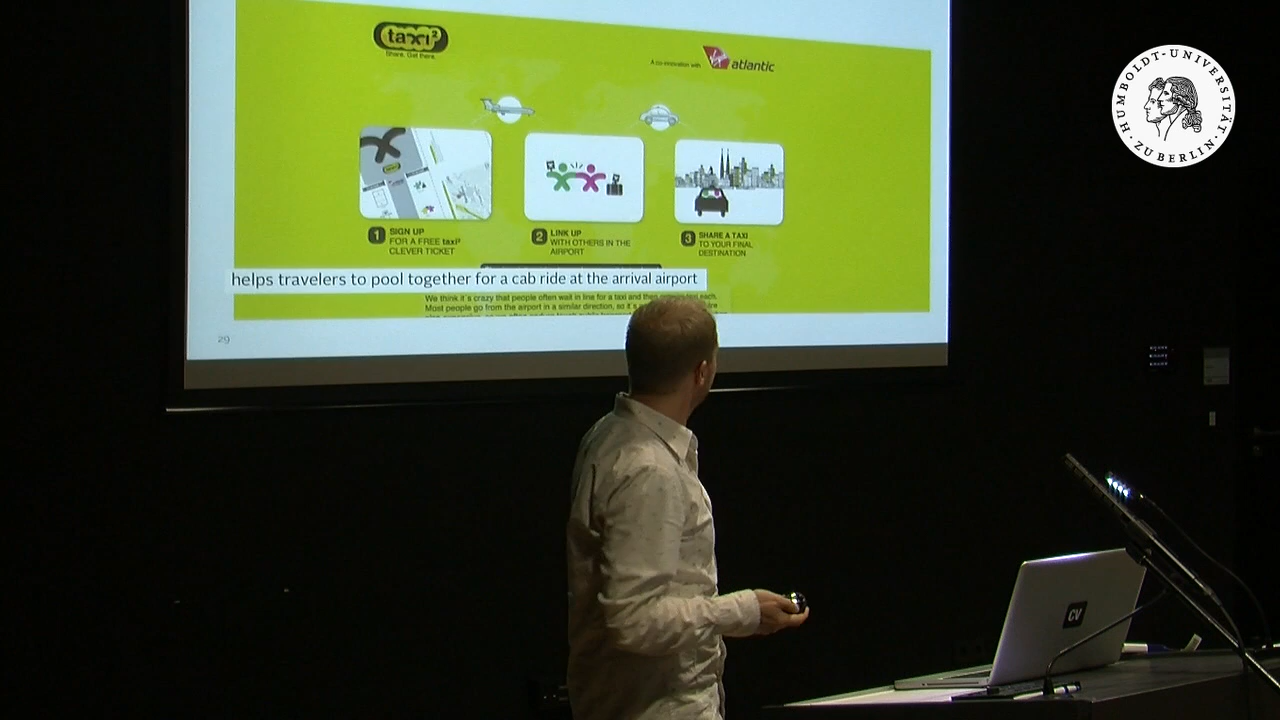 taxi²
Share. Get there.
A co-innovation with
Virgin atlantic
1 SIGN UP
FOR A FREE taxi²
CLEVER TICKET
2 LINK UP
WITH OTHERS IN THE
AIRPORT
3 SHARE A TAXI
TO YOUR FINAL
DESTINATION
helps travelers to pool together for a cab ride at the arrival airport
We think it's crazy that people often wait in line for a taxi and then each.
Most people go from the airport in a similar direction, so it's
29
HUMBOLDT-UNIVERSITÄT
ZU BERLIN
CV